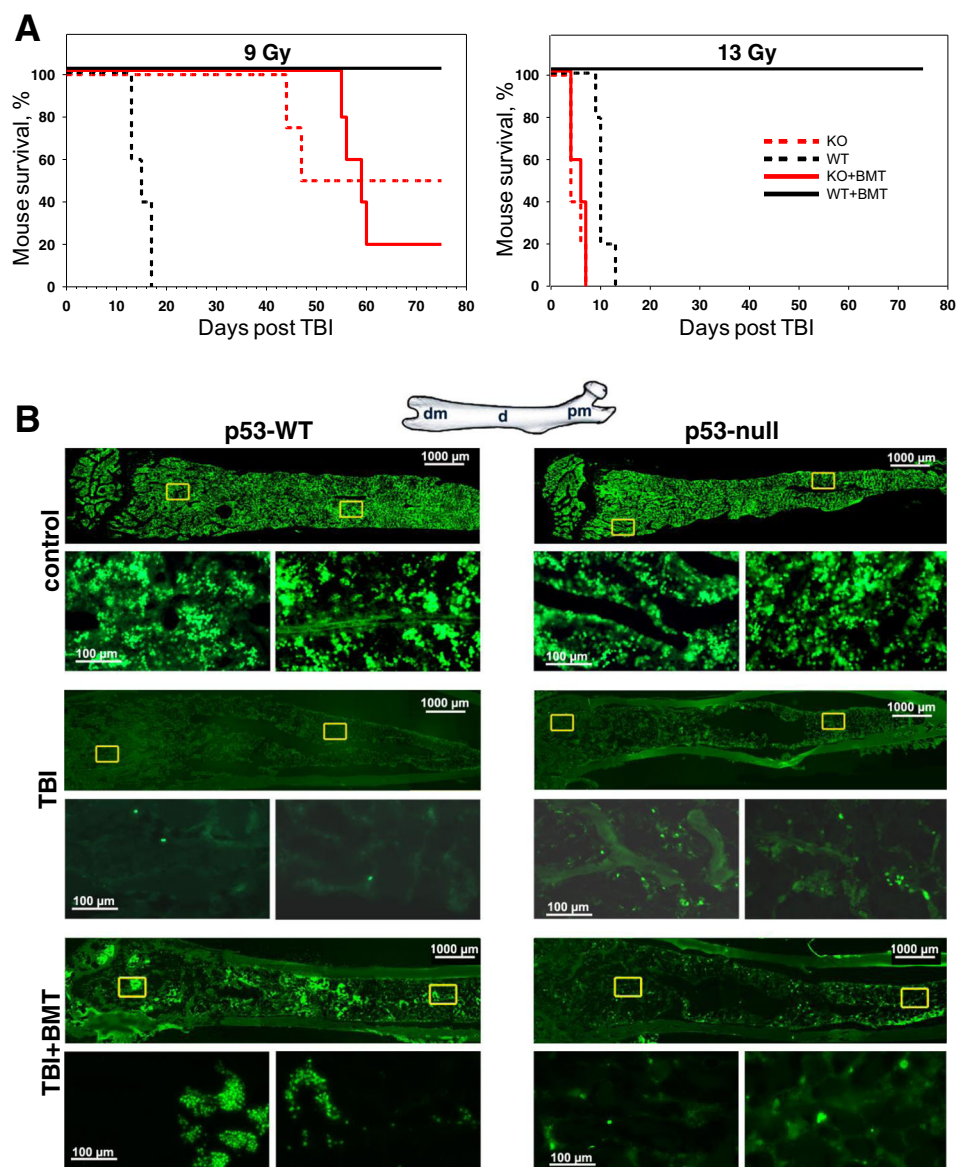 A
9 Gy
Mouse survival, %
100
80
60
40
20
0
0 10 20 30 40 50 60 70 80
Days post TBI
13 Gy
Mouse survival, %
100
80
60
40
20
0
KO
WT
KO+BMT
WT+BMT
0 10 20 30 40 50 60 70 80
Days post TBI
B
dm d pm
p53-WT
p53-null
control
1000 µm
1000 µm
100 µm
100 µm
TBI
1000 µm
1000 µm
100 µm
100 µm
TBI+BMT
1000 µm
1000 µm
100 µm
100 µm